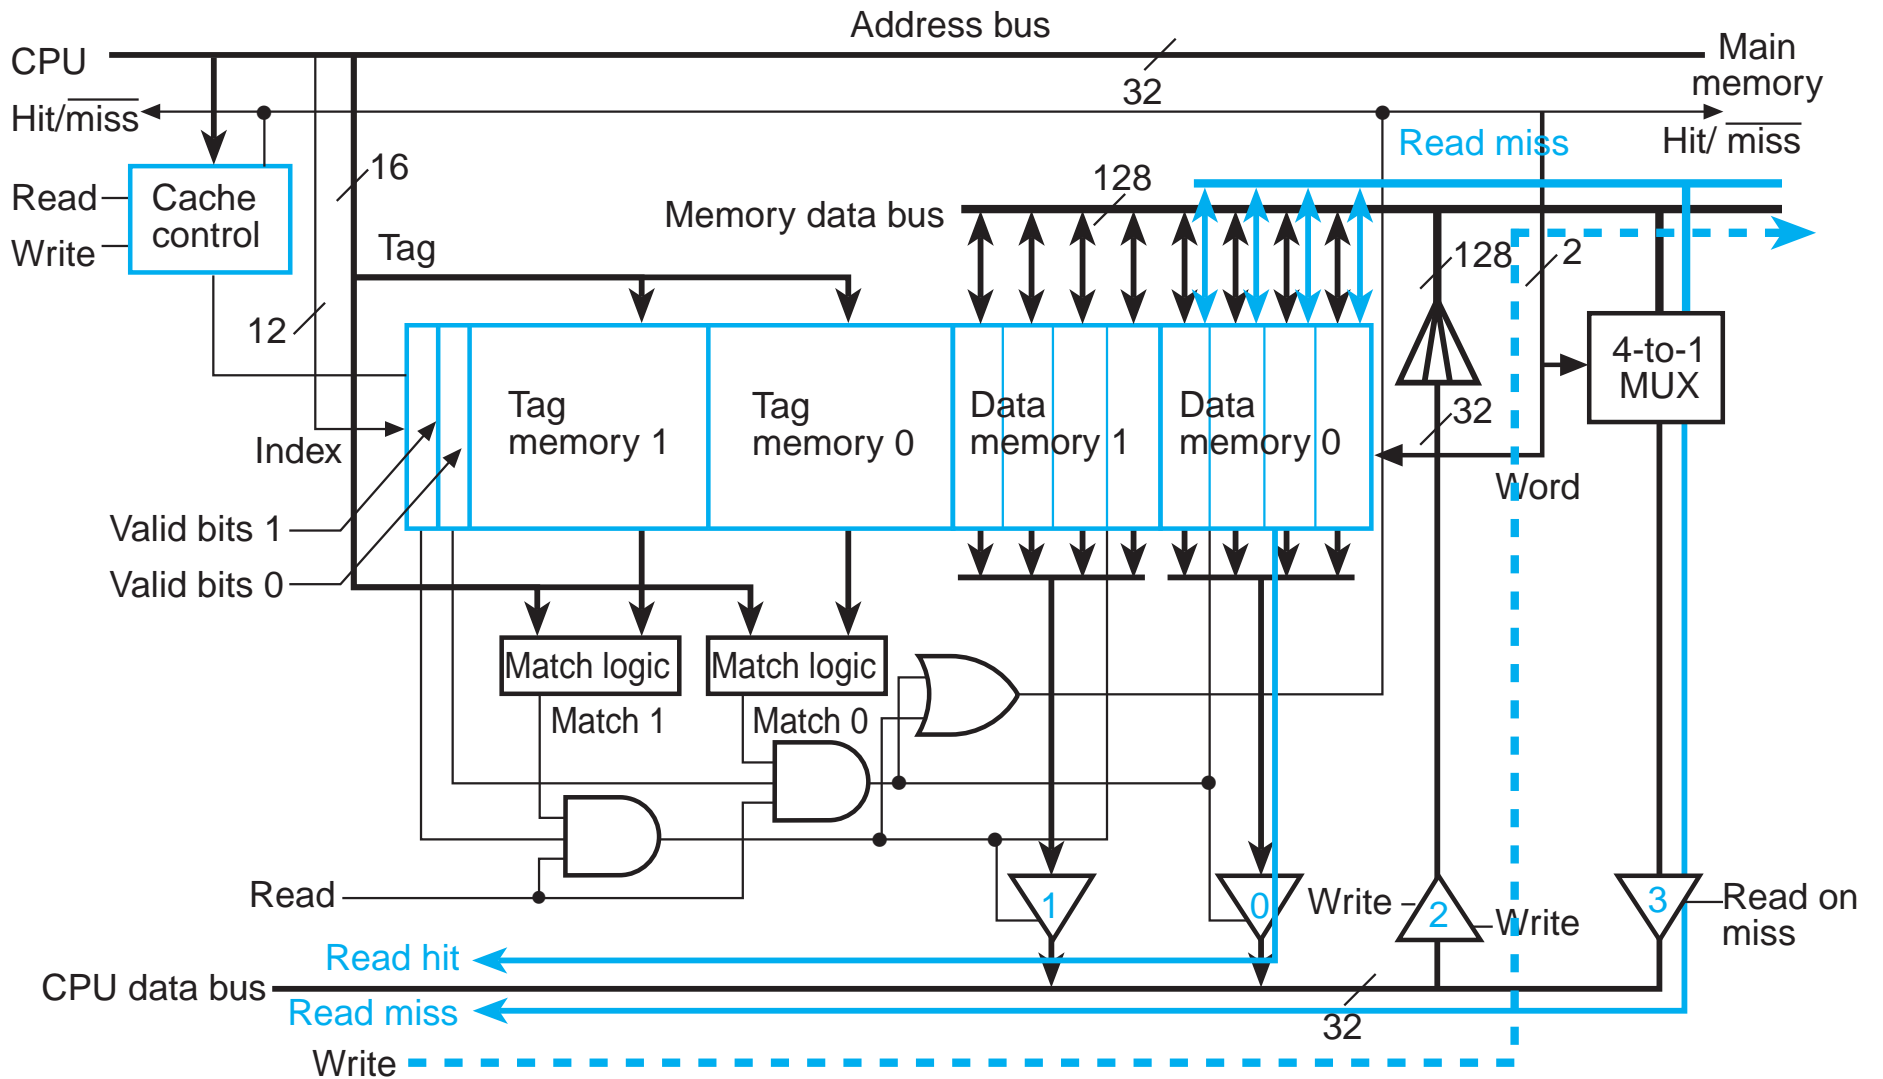 Address bus
CPU
Main
memory
32
Hit/miss
Read miss
Hit/ miss
16
128
Read
Cache
control
Write
Memory data bus
Tag
128
2
12
4-to-1
MUX
Tag
memory 1
Tag
memory 0
Data
memory 1
Data
memory 0
32
Index
Word
Valid bits 1
Valid bits 0
Match logic
Match logic
Match 1
Match 0
Read
1
0
Write
2
Write
3
Read on
miss
Read hit
CPU data bus
Read miss
32
Write